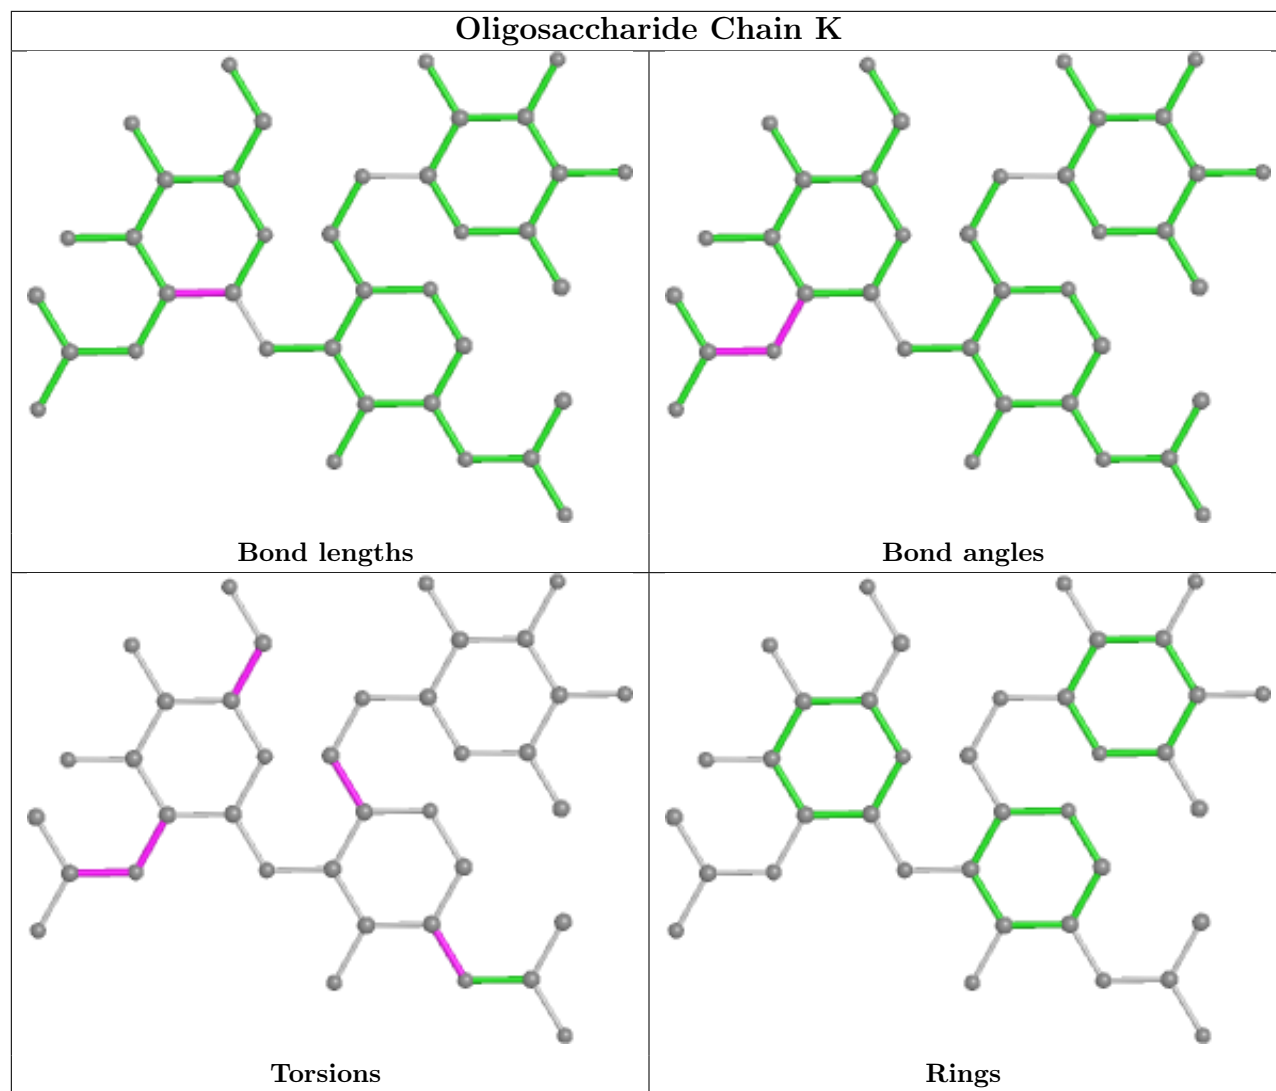 Oligosaccharide Chain K
Bond lengths
Bond angles
Torsions
Rings